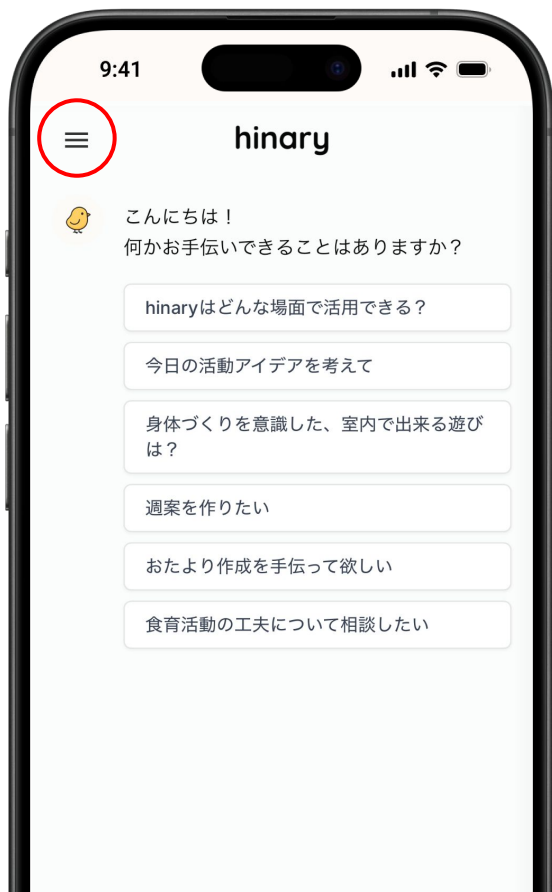 9:41
hinary
こんにちは！
何かお手伝いできることはありますか？
hinaryはどんな場面で活用できる？
今日の活動アイデアを考えて
身体づくりを意識した、室内で出来る遊び
は？
週案を作りたい
おたより作成を手伝って欲しい
食育活動の工夫について相談したい